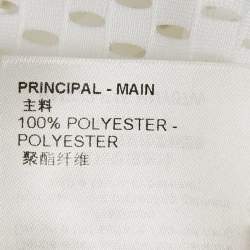 PRINCIPAL - MAIN
主料
100% POLYESTER -
POLYESTER
聚酯纤维